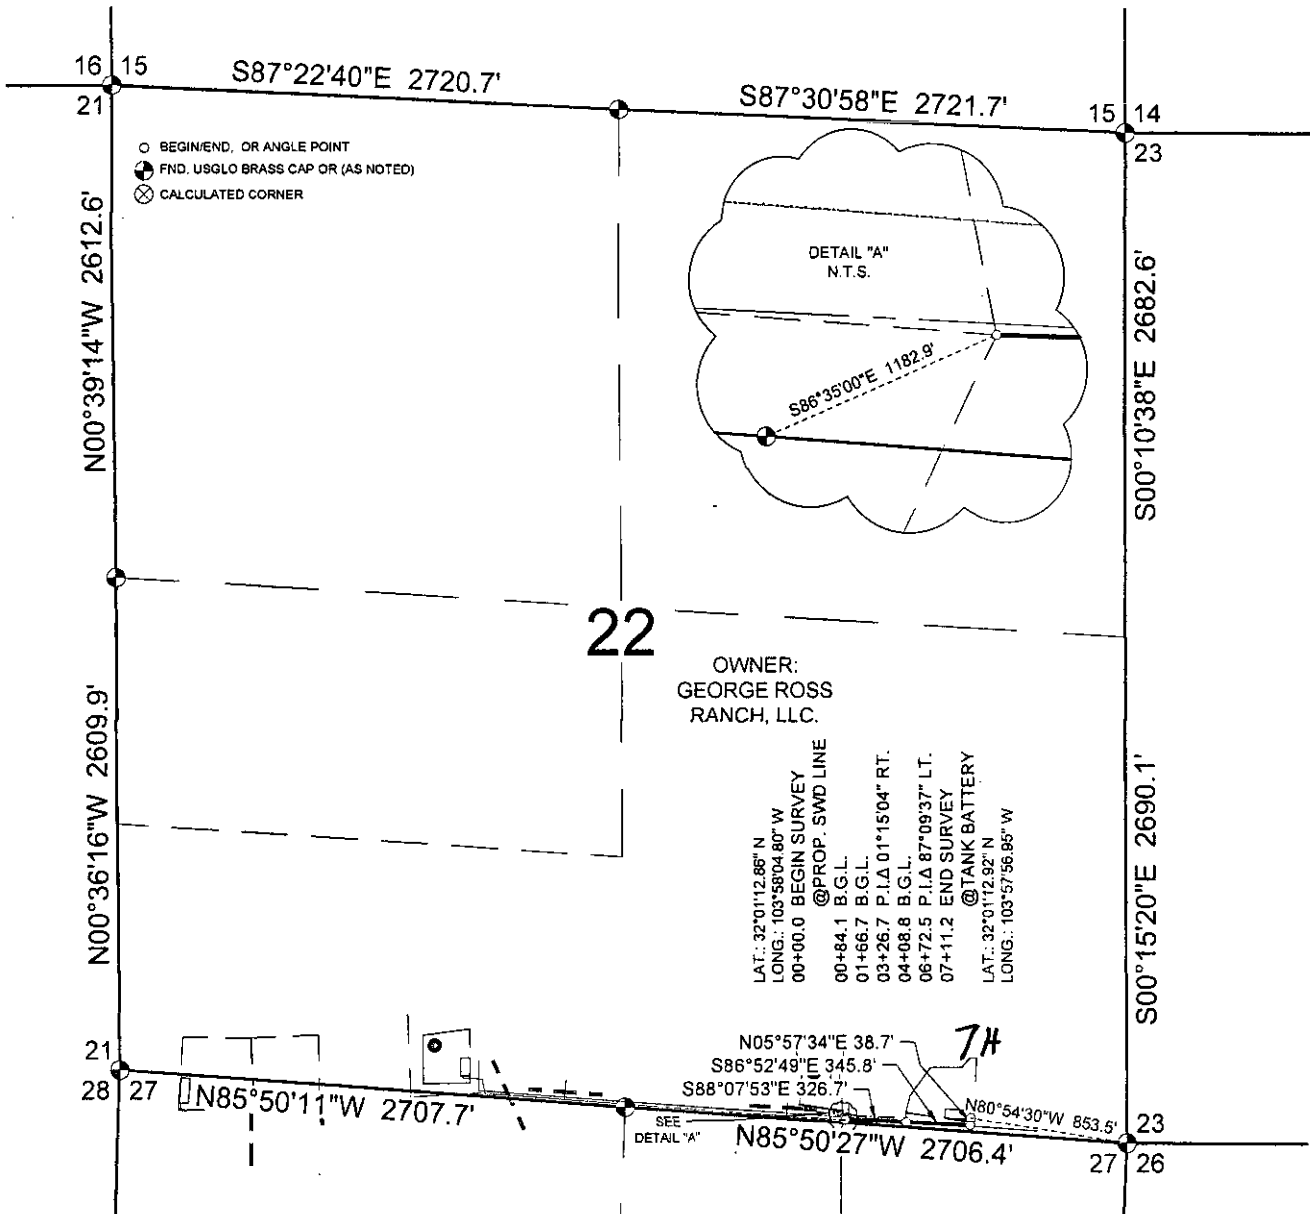 16 15
S87°22'40"E 2720.7'
S87°30'58"E 2721.7'
15 14
21
23
BEGIN/END, OR ANGLE POINT
FND. USGLO BRASS CAP OR (AS NOTED)
CALCULATED CORNER
N00°39'14"W 2612.6'
DETAIL "A"
N.T.S.
S86°35'00"E 1182.9'
S00°10'38"E 2682.6'
22
OWNER:
GEORGE ROSS
RANCH, LLC.
N00°36'16"W 2609.9'
LAT.: 32°01'12.86" N
LONG.: 103°58'04.80" W
00+00.0 BEGIN SURVEY
@PROP. SWD LINE
00+84.1 B.G.L.
01+66.7 B.G.L.
03+26.7 P.I.Δ 01°15'04" RT.
04+08.8 B.G.L.
06+72.5 P.I.Δ 87°09'37" LT.
07+11.2 END SURVEY
@TANK BATTERY
LAT.: 32°01'12.92" N
LONG.: 103°57'56.95" W
S00°15'20"E 2690.1'
N05°57'34"E 38.7'
7H
S86°52'49"E 345.8'
S88°07'53"E 326.7'
21
28 27
N85°50'11"W 2707.7'
SEE
DETAIL "A"
N80°54'30"W 853.5'
N85°50'27"W 2706.4'
23
27 26